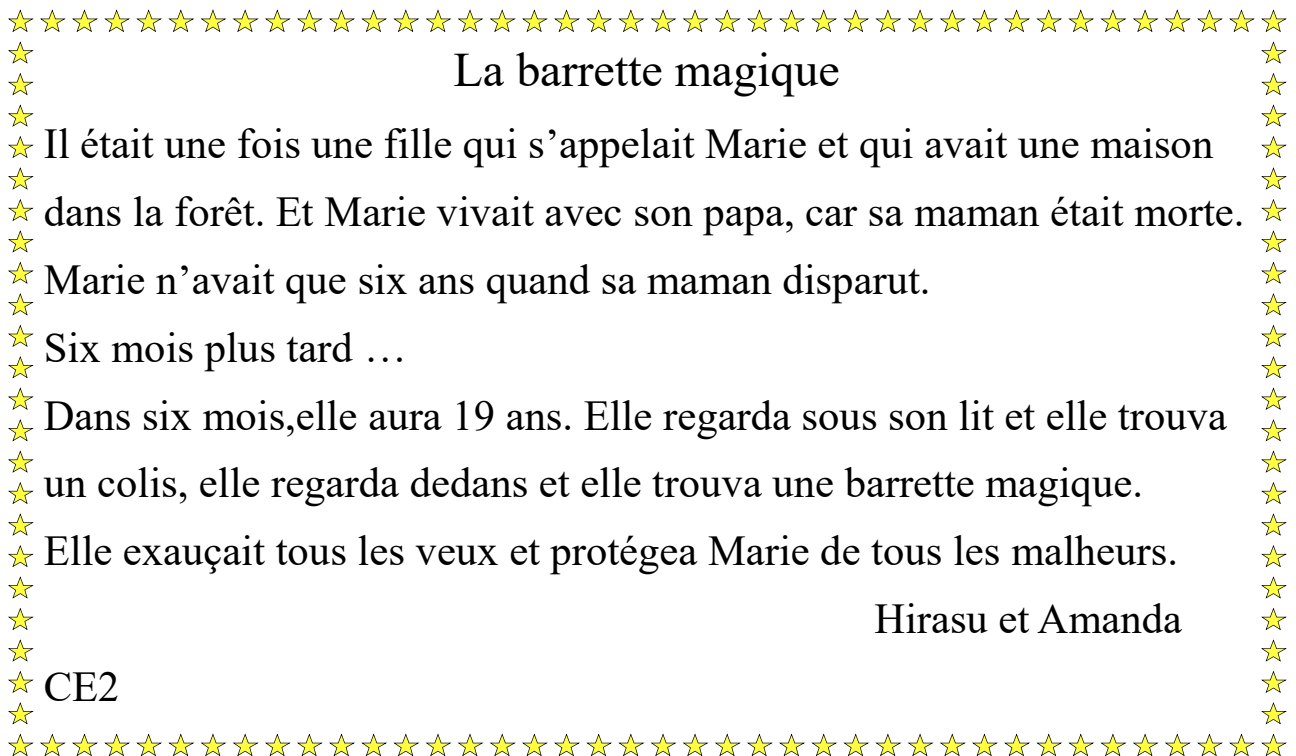 La barrette magique
Il était une fois une fille qui s’appelait Marie et qui avait une maison
dans la forêt. Et Marie vivait avec son papa, car sa maman était morte.
Marie n’avait que six ans quand sa maman disparut.
Six mois plus tard …
Dans six mois,elle aura 19 ans. Elle regarda sous son lit et elle trouva
un colis, elle regarda dedans et elle trouva une barrette magique.
Elle exauçait tous les veux et protégea Marie de tous les malheurs.
Hirasu et Amanda
CE2